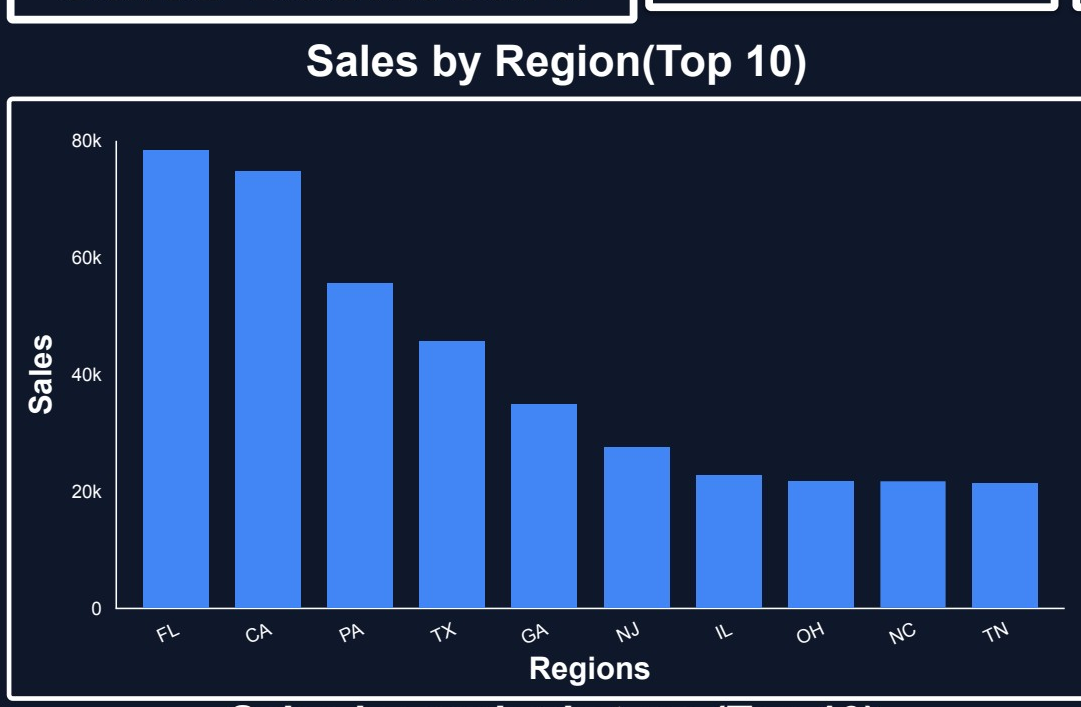 Sales by Region(Top 10)
80k
60k
40k
20k
0
Sales
FL CA PA TX GA NJ IL OH NC TN
Regions